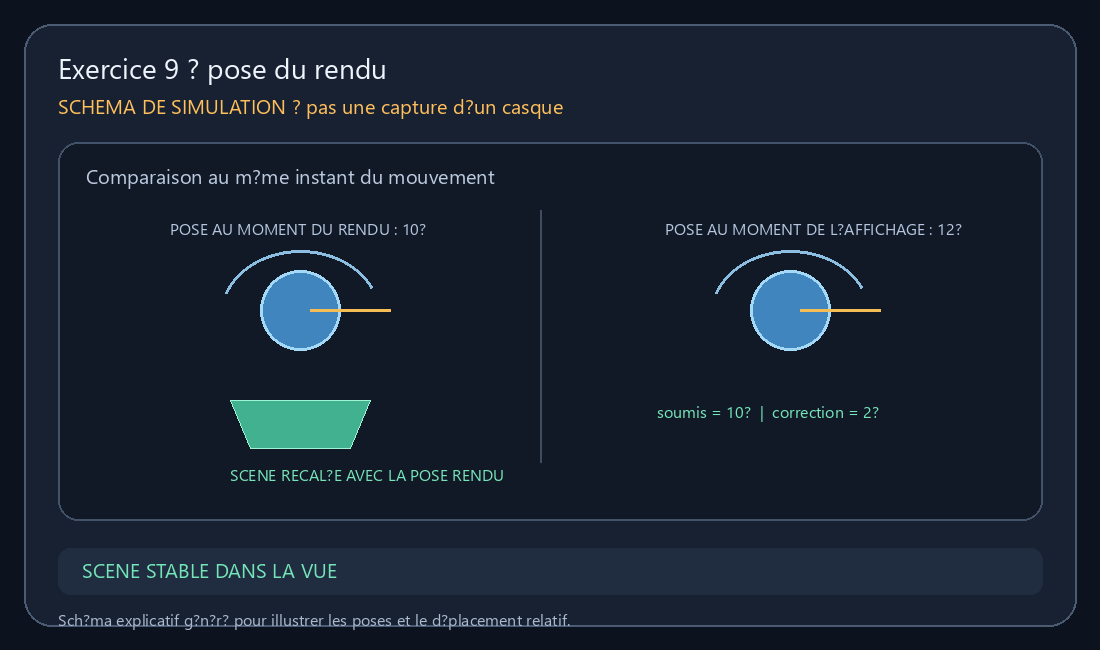 Exercice 9 ? pose du rendu
SCHEMA DE SIMULATION ? pas une capture d?un casque
Comparaison au m?me instant du mouvement
POSE AU MOMENT DU RENDU : 10?
POSE AU MOMENT DE L?AFFICHAGE : 12?
soumis = 10? | correction = 2?
SCENE RECAL?E AVEC LA POSE RENDU
SCENE STABLE DANS LA VUE
Sch?ma explicatif g?n?r? pour illustrer les poses et le d?placement relatif.